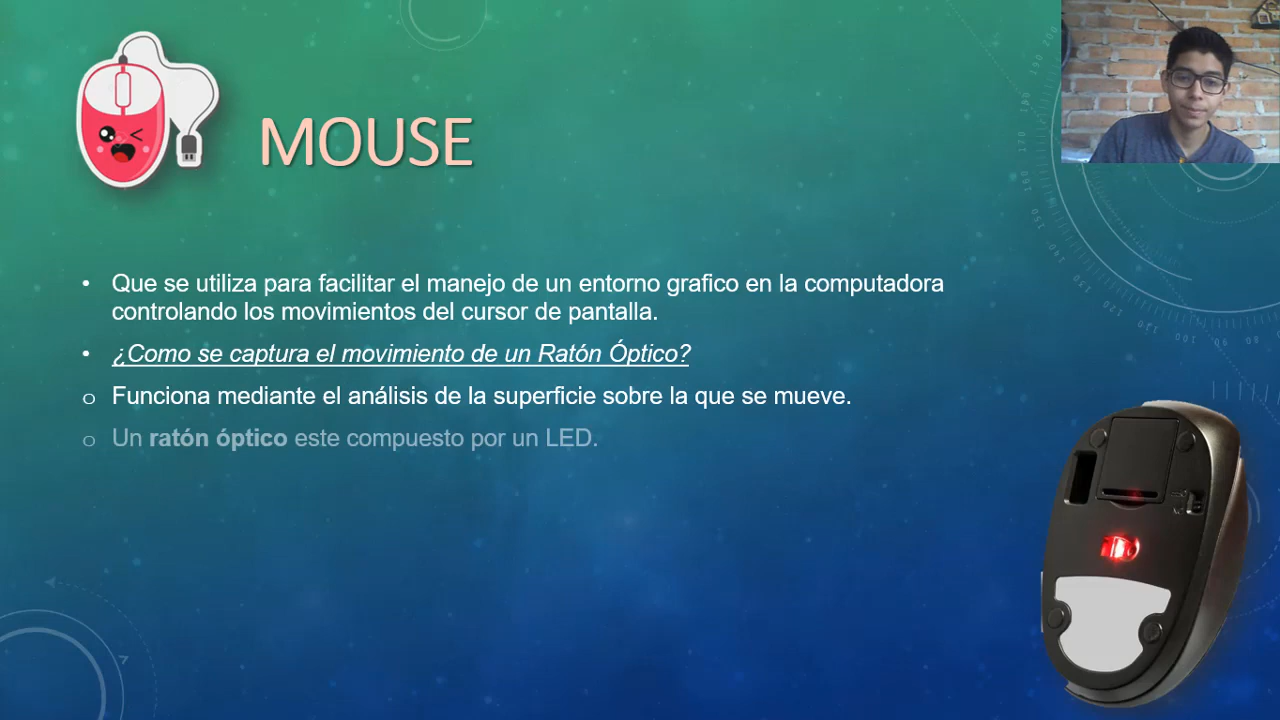 MOUSE
• Que se utiliza para facilitar el manejo de un entorno grafico en la computadora
controlando los movimientos del cursor de pantalla.
• ¿Como se captura el movimiento de un Ratón Óptico?
o Funciona mediante el análisis de la superficie sobre la que se mueve.
o Un ratón óptico este compuesto por un LED.